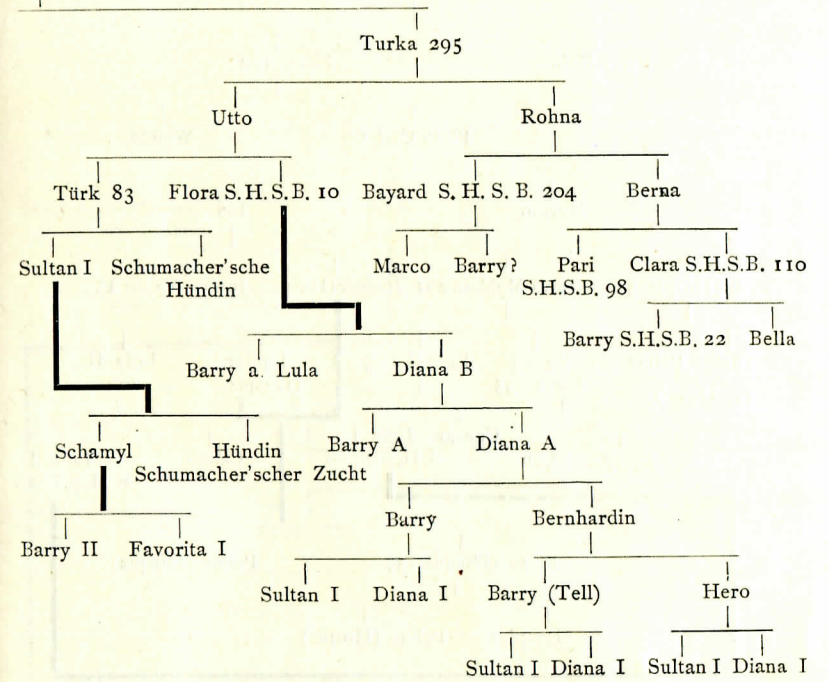 Turka 295
Utto Rohna
Türk 83 Flora S.H.S.B. 10 Bayard S. H. S. B. 204 Berna
Sultan I Schumacher'sche Marco Barry? Pari Clara S.H.S.B. 110
Hündin S.H.S.B. 98
Barry S.H.S.B. 22 Bella
Barry a. Lula Diana B
Schamyl Hündin Barry A Diana A
Schumacher'scher Zucht
Barry Bernhardin
Barry II Favorita I
Sultan I Diana I Barry (Tell) Hero
Sultan I Diana I Sultan I Diana I